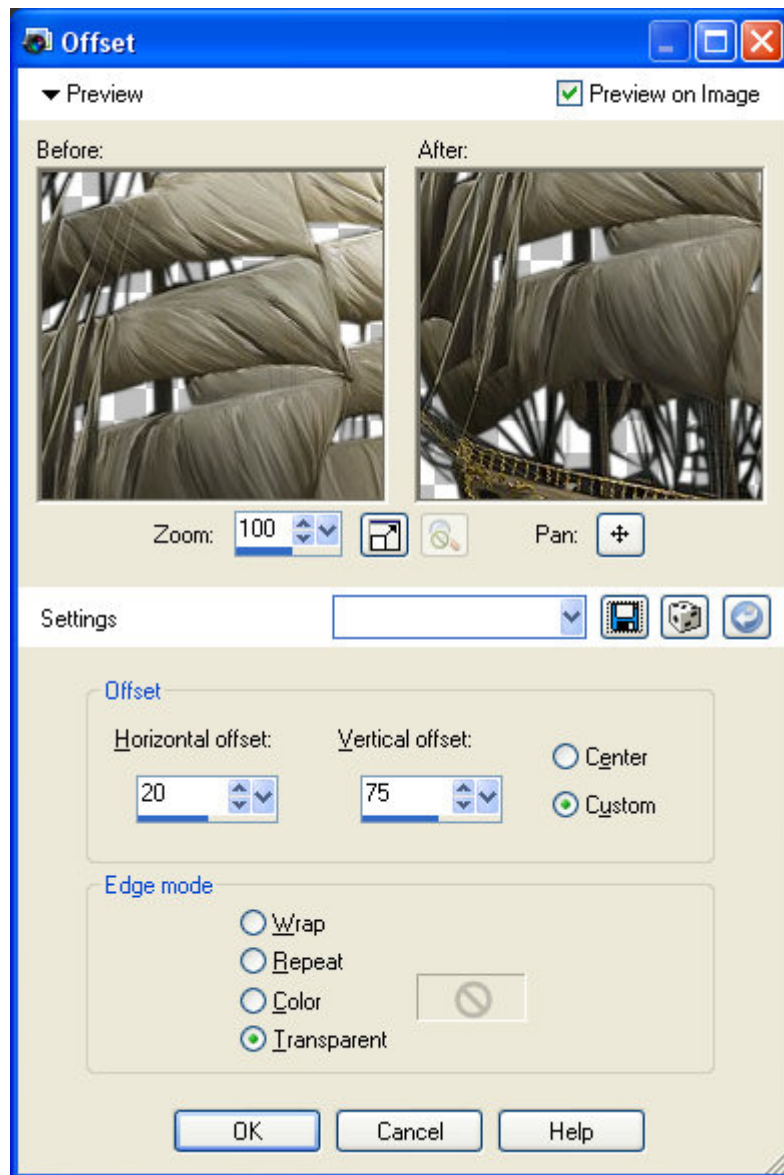 Offset
Preview
Preview on Image
Before:
After:
Zoom:
100
Pan:
Settings
Offset
Horizontal offset:
Vertical offset:
20
75
Center
Custom
Edge mode
Wrap
Repeat
Color
Transparent
OK
Cancel
Help